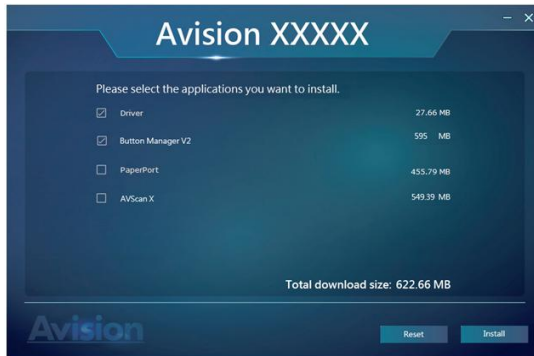 Avision XXXXX
Please select the applications you want to install.
Driver 27.66 MB
Button Manager V2 595 MB
PaperPort 455.79 MB
AVScan X 549.39 MB
Total download size: 622.66 MB
Avision
Reset Install